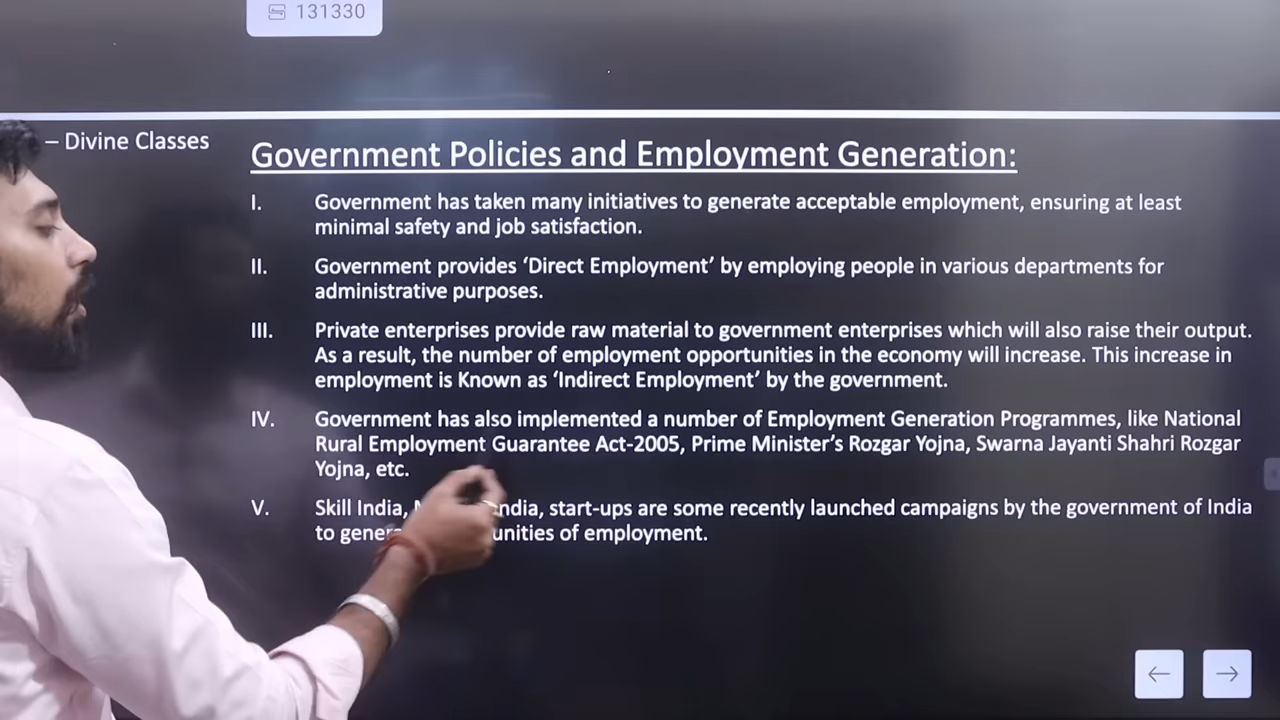 131330
– Divine Classes
Government Policies and Employment Generation:
I. Government has taken many initiatives to generate acceptable employment, ensuring at least
minimal safety and job satisfaction.
II. Government provides ‘Direct Employment’ by employing people in various departments for
administrative purposes.
III. Private enterprises provide raw material to government enterprises which will also raise their output.
As a result, the number of employment opportunities in the economy will increase. This increase in
employment is Known as ‘Indirect Employment’ by the government.
IV. Government has also implemented a number of Employment Generation Programmes, like National
Rural Employment Guarantee Act-2005, Prime Minister’s Rozgar Yojna, Swarna Jayanti Shahri Rozgar
Yojna, etc.
V. Skill India, India, start-ups are some recently launched campaigns by the government of India
to of employment.